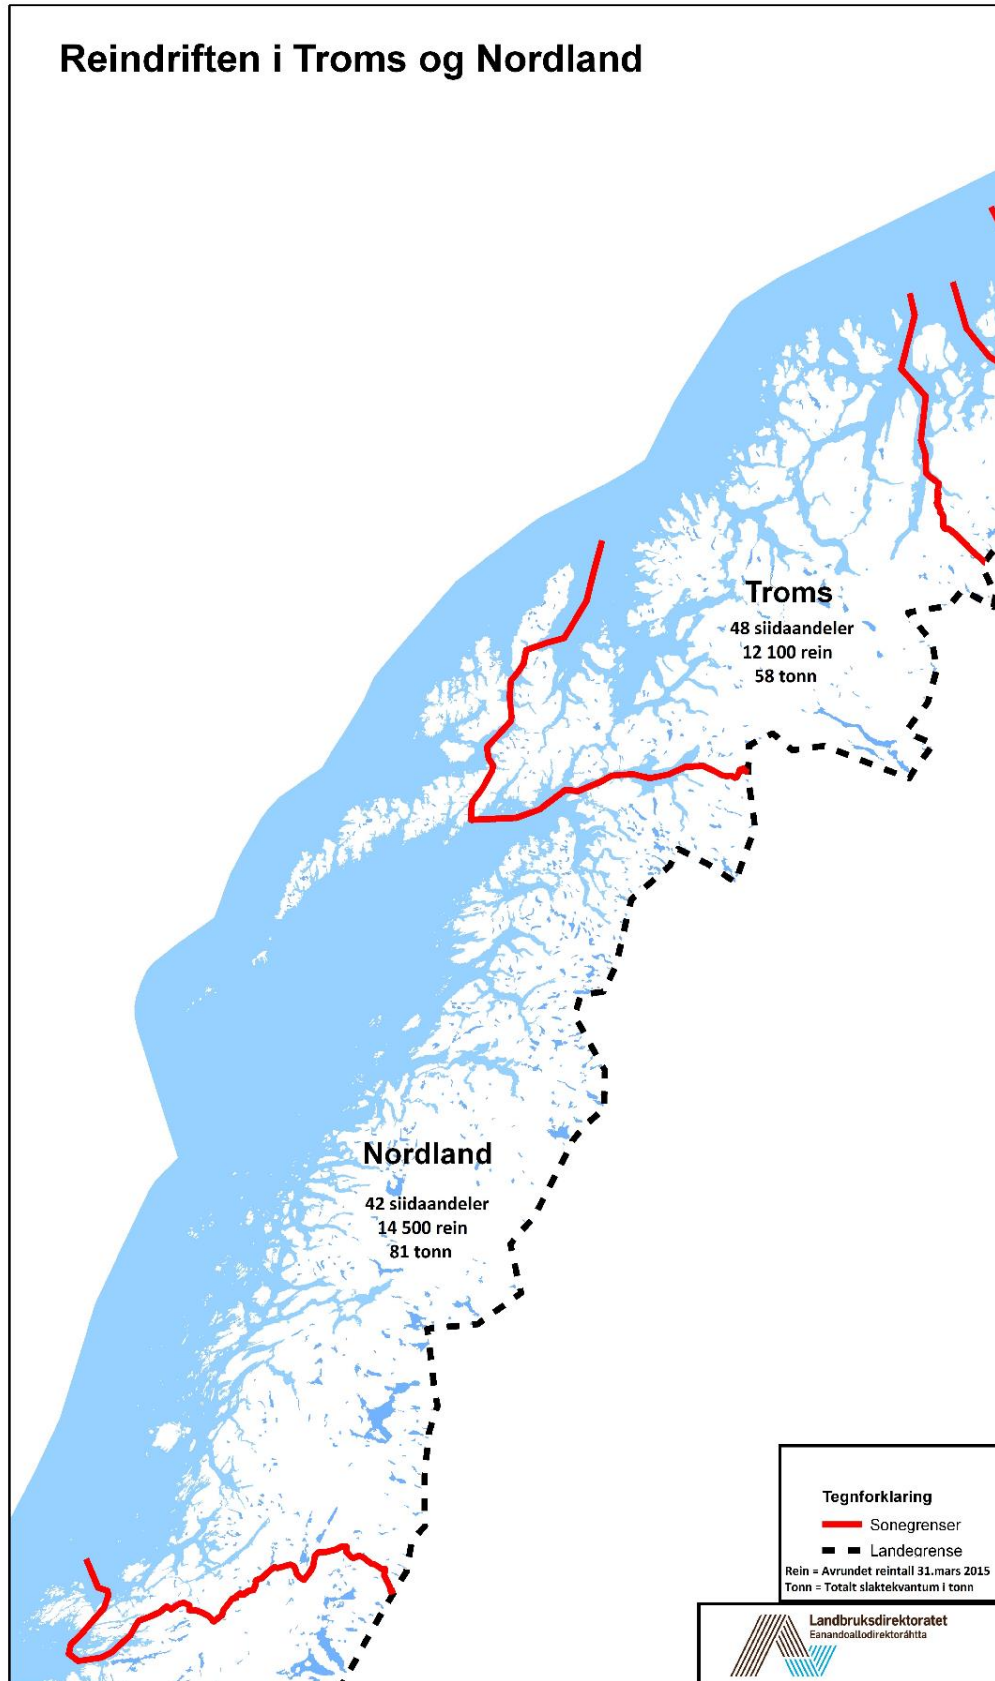 Reindriften i Troms og Nordland
Troms
48 siidaandeler
12 100 rein
58 tonn
Nordland
42 siidaandeler
14 500 rein
81 tonn
Tegnforklaring
Sonegrenser
Landegrense
Rein = Avrundet reintall 31.mars 2015
Tonn = Totalt slaktekvantum i tonn
Landbruksdirektoratet
Eanandoallodirektoráhtta